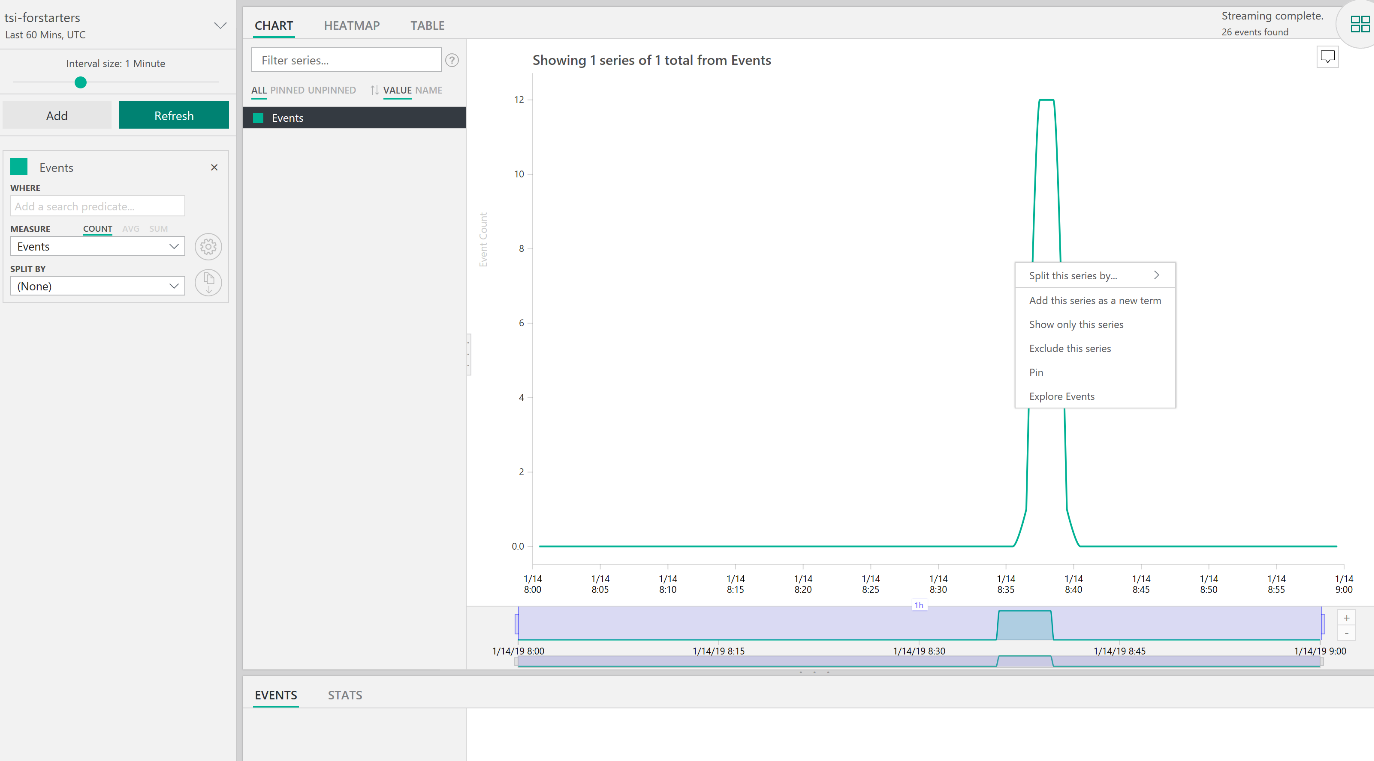 tsi-forstarters
Last 60 Mins, UTC
Interval size: 1 Minute
Add
Refresh
Events
×
WHERE
Add a search predicate...
MEASURE COUNT AVG SUM
Events
SPLIT BY
(None)
CHART HEATMAP TABLE
Streaming complete.
26 events found
Filter series...
?
ALL PINNED UNPINNED VALUE NAME
Events
Showing 1 series of 1 total from Events
Event Count
12
10
8
6
4
2
0.0
Split this series by...
Add this series as a new term
Show only this series
Exclude this series
Pin
Explore Events
1/14 1/14 1/14 1/14 1/14 1/14 1/14 1/14 1/14 1/14 1/14 1/14 1/14
8:00 8:05 8:10 8:15 8:20 8:25 8:30 8:35 8:40 8:45 8:50 8:55 9:00
1h
+
-
1/14/19 8:00 1/14/19 8:15 1/14/19 8:30 1/14/19 8:45 1/14/19 9:00
EVENTS STATS